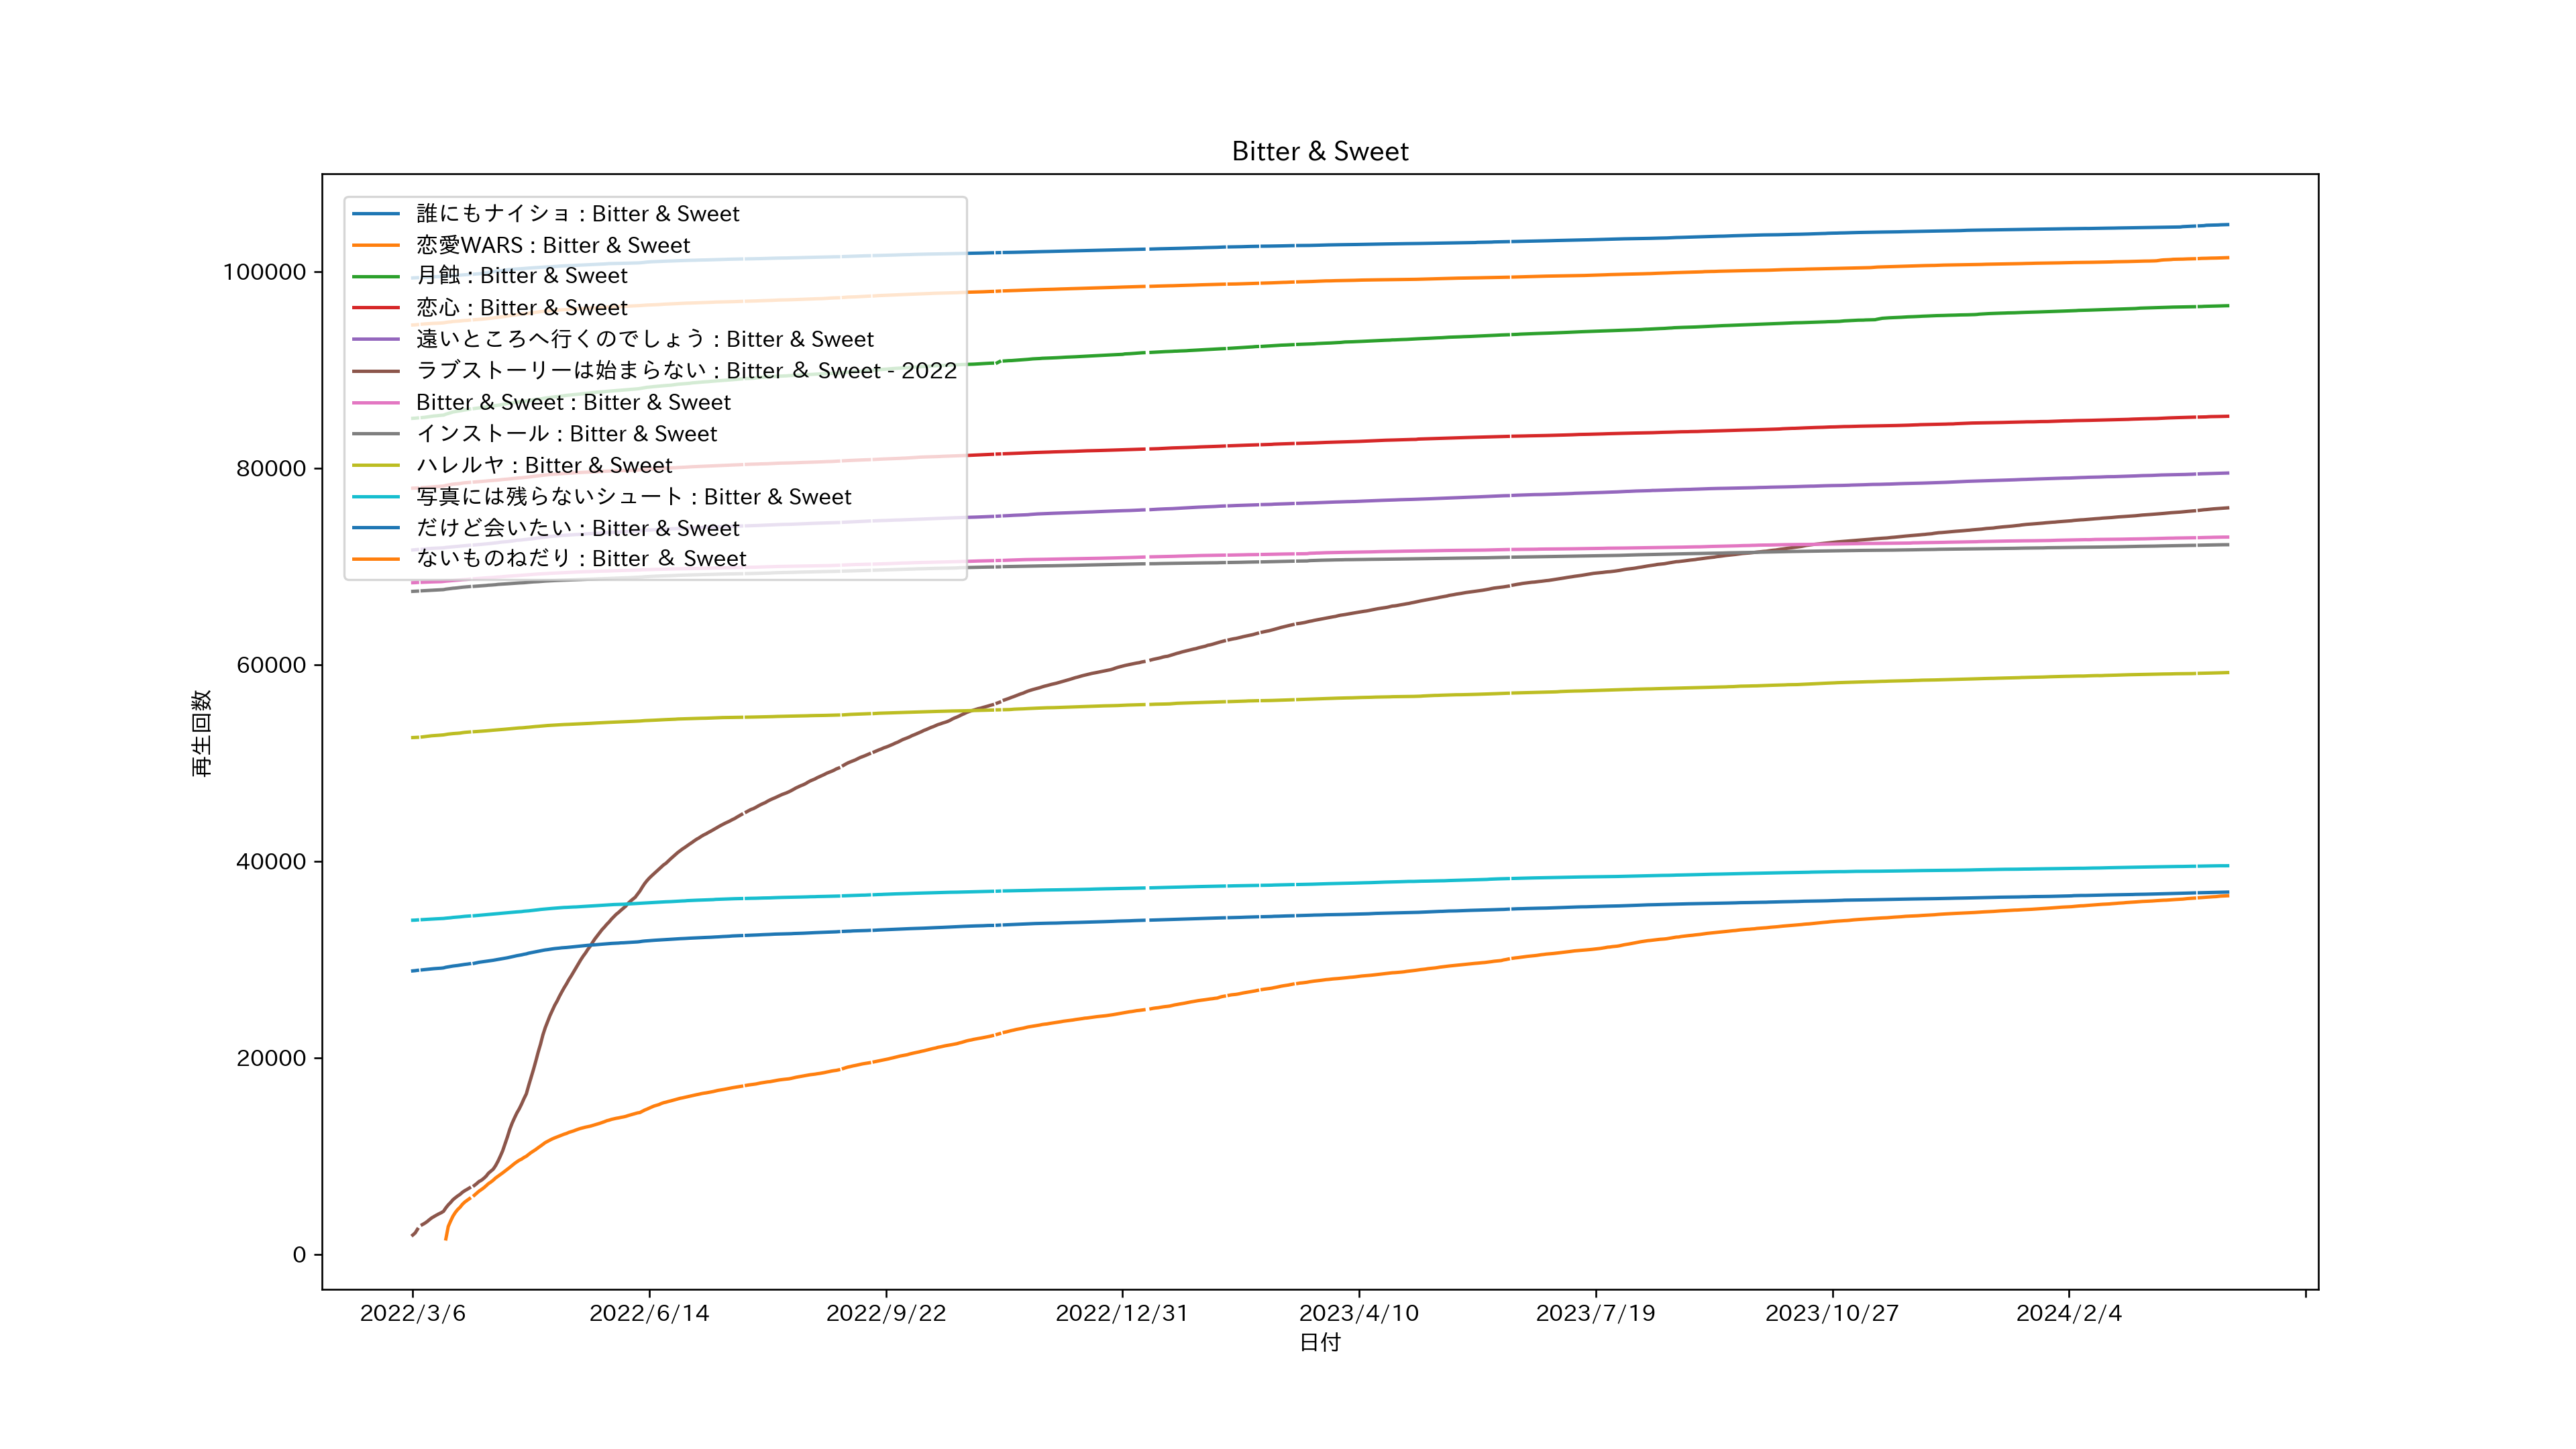 Bitter & Sweet
誰にもナイショ : Bitter & Sweet
恋愛WARS : Bitter & Sweet
月蝕 : Bitter & Sweet
恋心 : Bitter & Sweet
遠いところへ行くのでしょう : Bitter & Sweet
ラブストーリーは始まらない : Bitter ＆ Sweet - 2022
Bitter & Sweet : Bitter & Sweet
インストール : Bitter & Sweet
ハレルヤ : Bitter & Sweet
写真には残らないシュート : Bitter & Sweet
だけど会いたい : Bitter & Sweet
ないものねだり : Bitter ＆ Sweet
100000
80000
60000
40000
20000
0
再生回数
2022/3/6 2022/6/14 2022/9/22 2022/12/31 2023/4/10 2023/7/19 2023/10/27 2024/2/4
日付